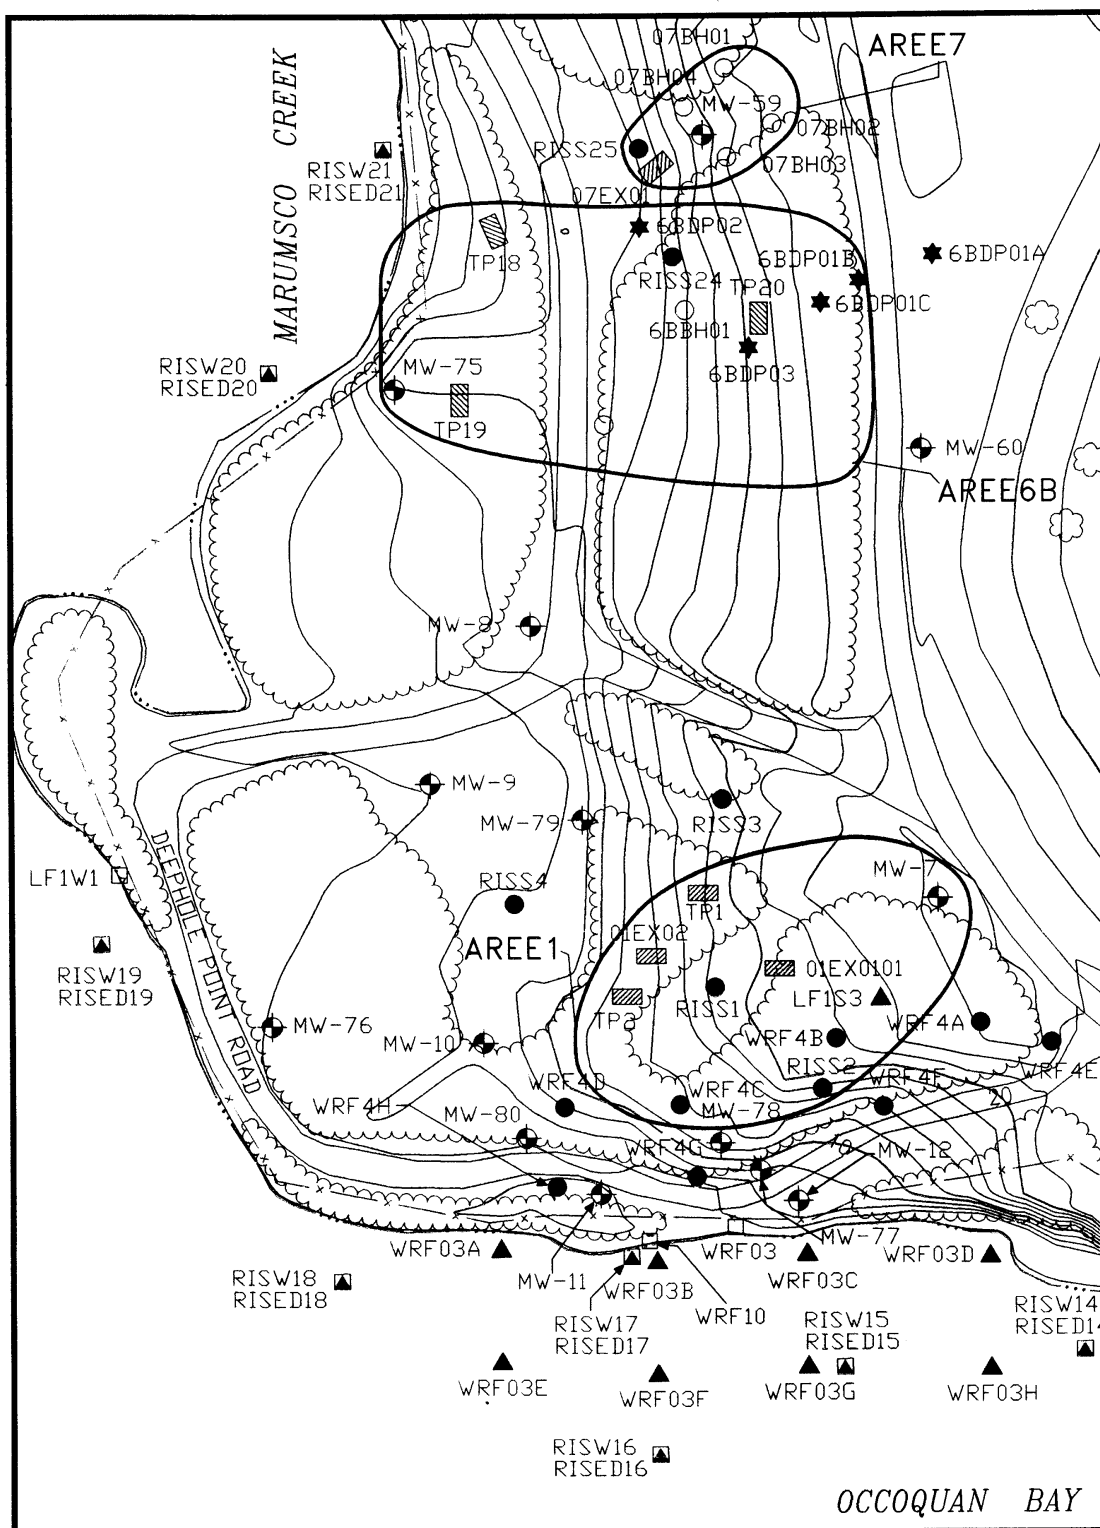 07BH01
AREE7
MARUMSCO CREEK
07BH04
MW-59
07BH02
RISS25
07BH03
RISW21
RISED21
07EX01
6BDP02
TP18
6BDP01B
6BDP01A
RISS24
TP20
6BDP01C
6BBH01
RISW20
RISED20
MW-75
6BDP03
TP19
MW-60
AREE6B
MW-8
MW-9
MW-79
RISS3
DEEPHOLE POINT ROAD
LF1W1
RISS4
MW-7
TP1
01EX02
AREE1
01EX0101
RISW19
RISED19
RISS1
LF1S3
TP3
MW-76
MW-10
WRF4B
WRF4A
WRF4E
RISS2
WRF4D
WRF4C
WRF4F
WRF4H
MW-80
MW-78
20
WRF4G
10
MW-12
WRF03A
WRF03
MW-77
WRF03D
MW-11
WRF03B
WRF03C
RISW18
RISED18
WRF10
RISW17
RISED17
RISW15
RISED15
RISW14
RISED14
WRF03E
WRF03F
WRF03G
WRF03H
RISW16
RISED16
OCCOQUAN BAY